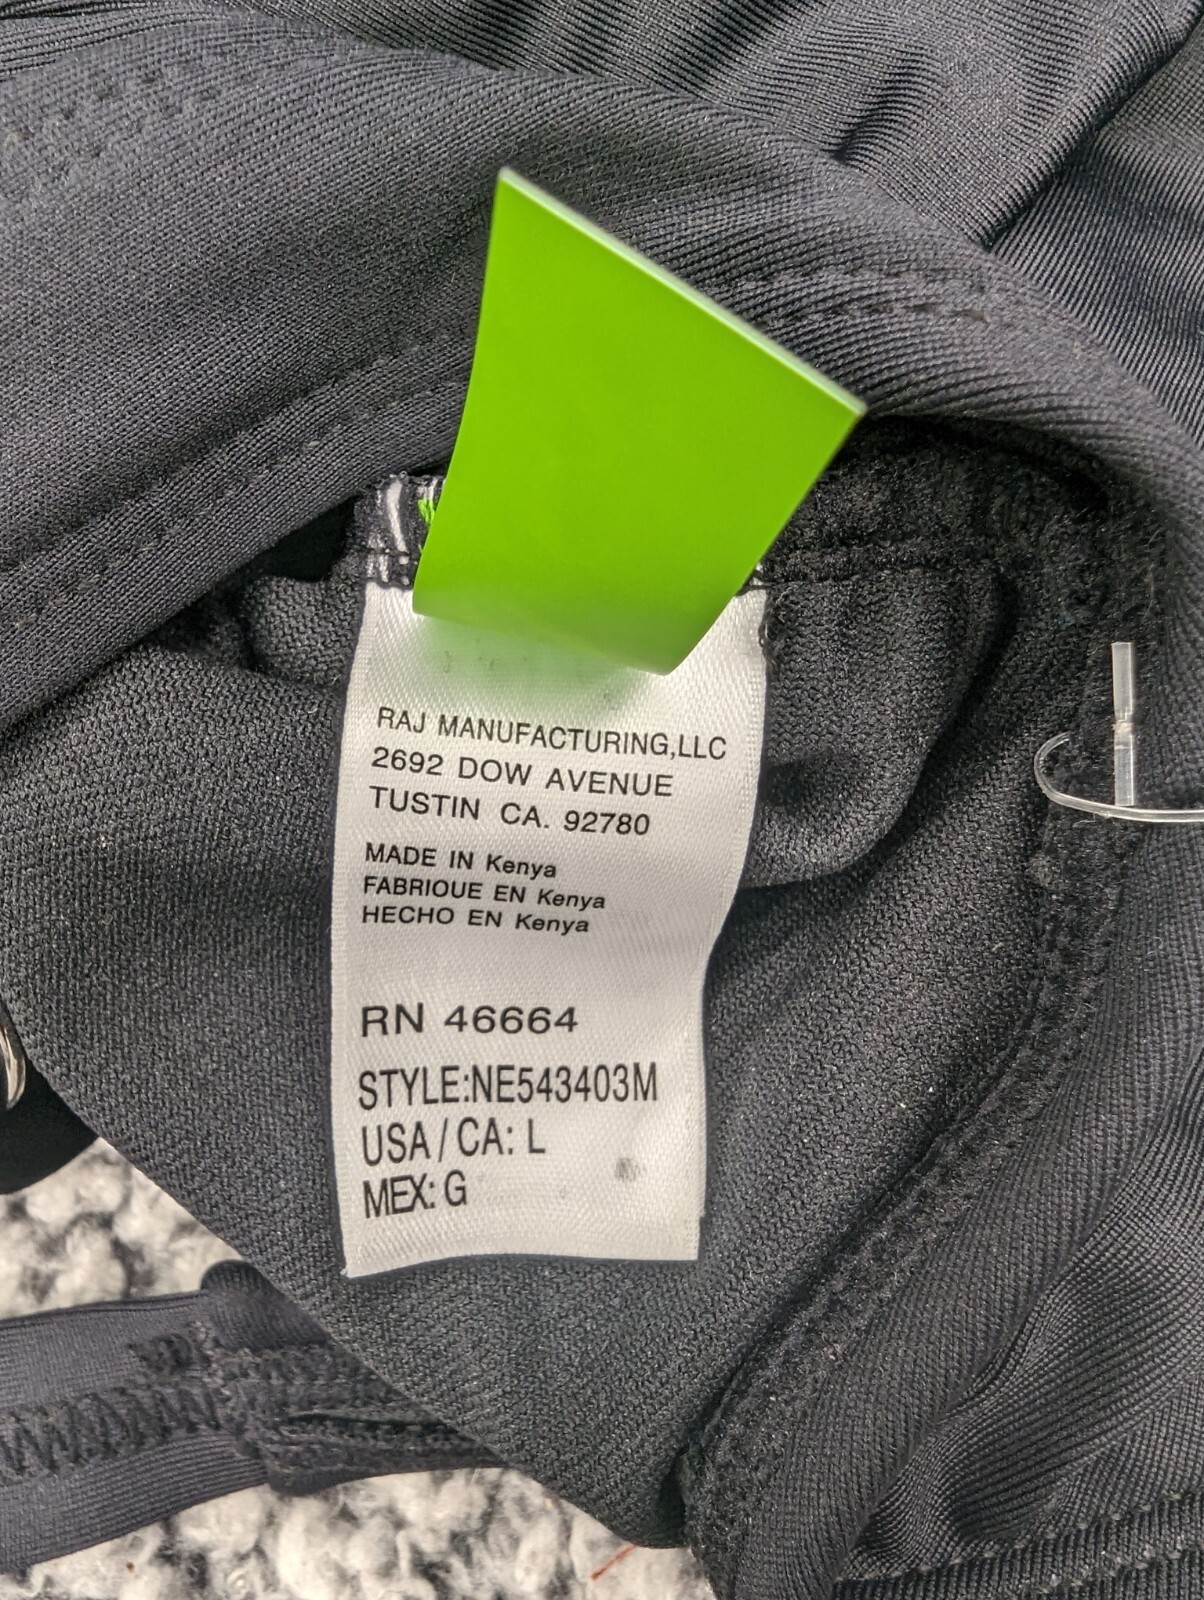 RAJ MANUFACTURING,LLC
2692 DOW AVENUE
TUSTIN CA. 92780
MADE IN Kenya
FABRIQUE EN Kenya
HECHO EN Kenya
RN 46664
STYLE:NE543403M
USA/CA: L
MEX: G